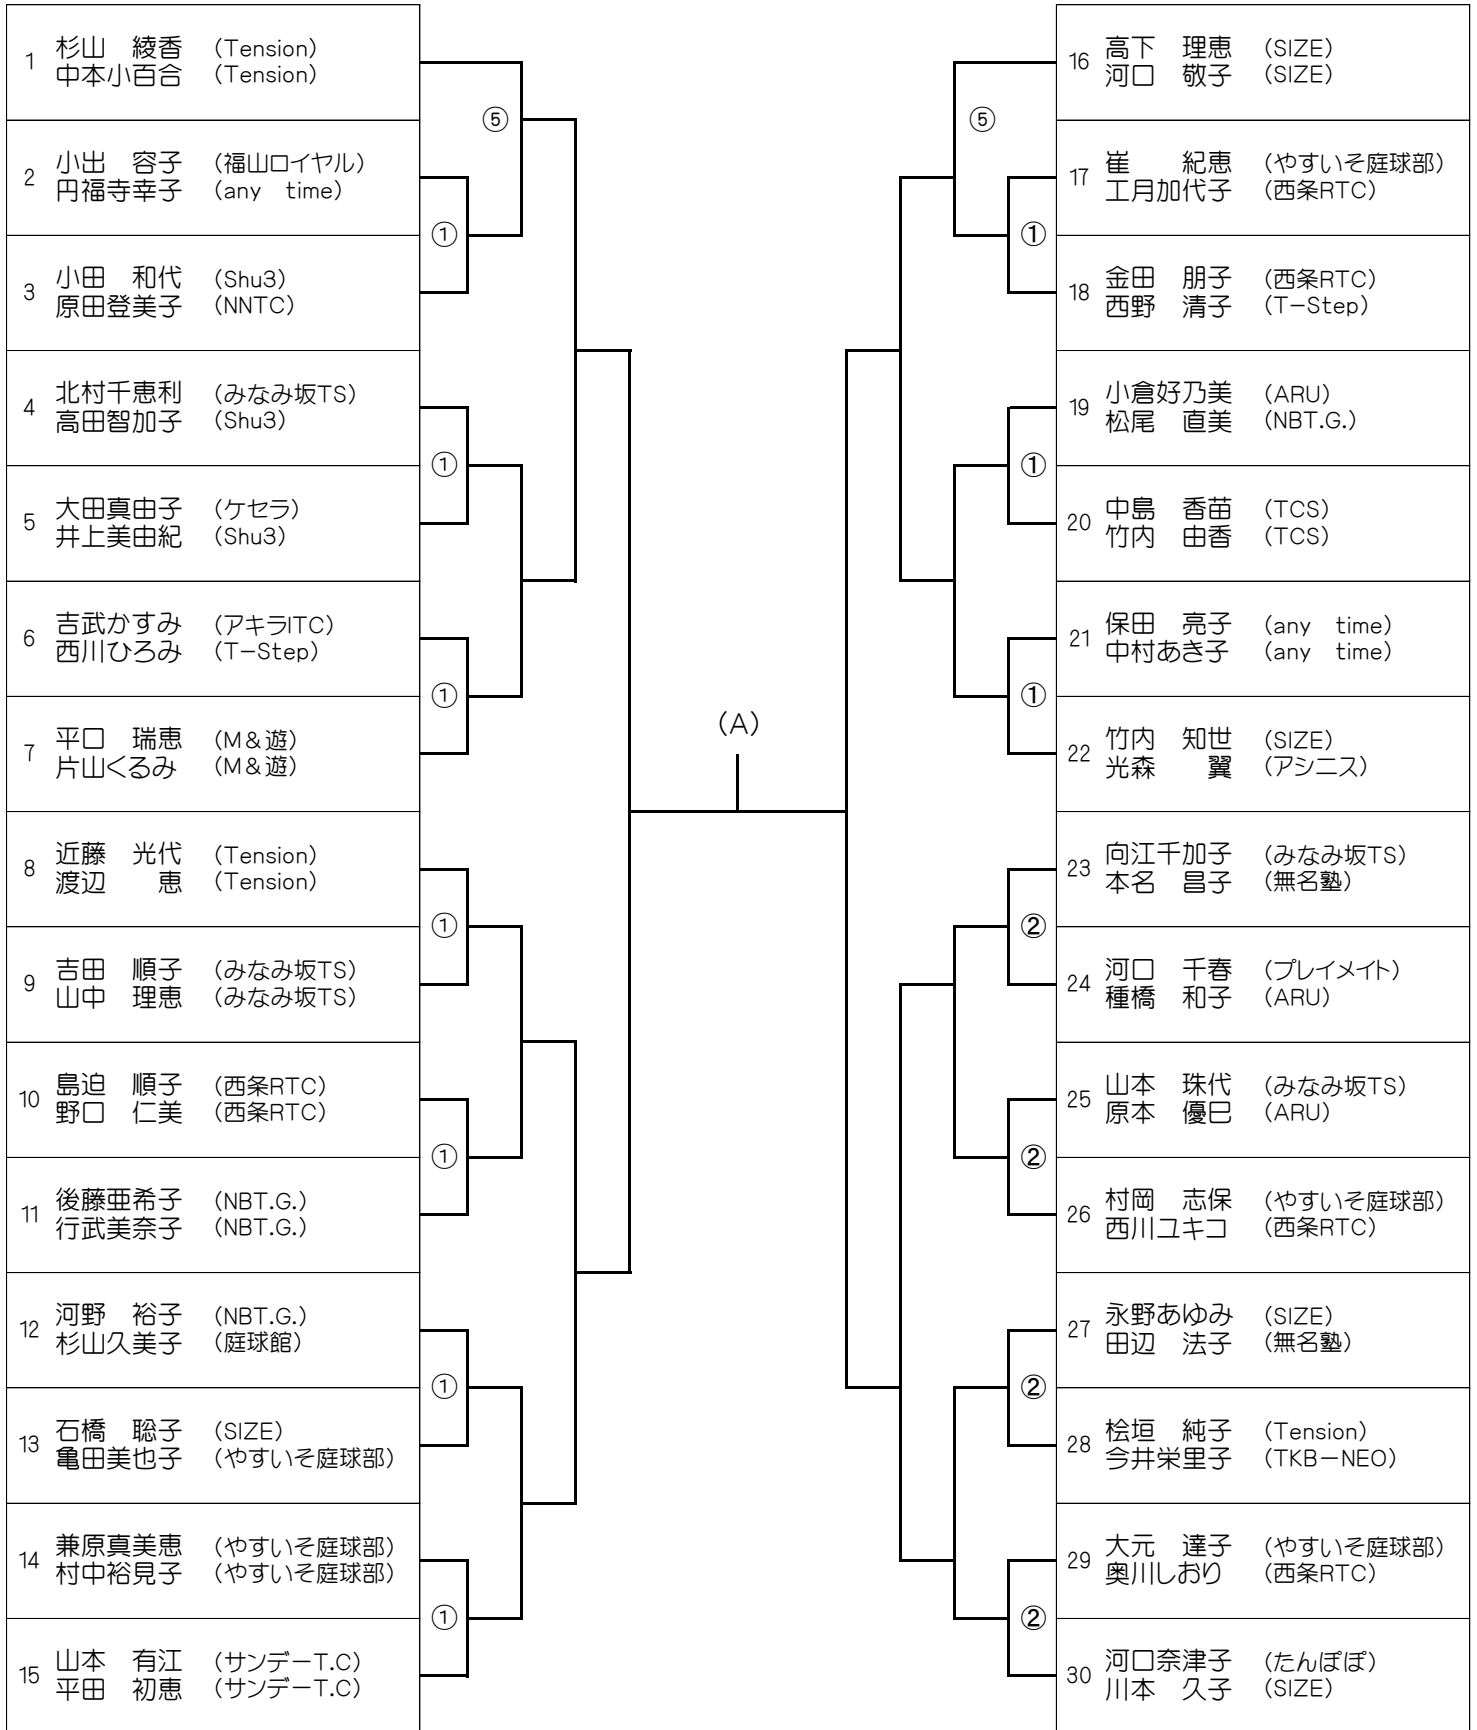 1 杉山　綾香 （Tension）
中本小百合 （Tension）
2 小出　容子 （福山ロイヤル）
円福寺幸子 （any　time）
3 小田　和代 （Shu3）
原田登美子 （NNTC）
4 北村千恵利 （みなみ坂TS）
高田智加子 （Shu3）
5 大田真由子 （ケセラ）
井上美由紀 （Shu3）
6 吉武かすみ （アキラITC）
西川ひろみ （T－Step）
7 平口　瑞恵 （M＆遊）
片山くるみ （M＆遊）
8 近藤　光代 （Tension）
渡辺　　恵 （Tension）
9 吉田　順子 （みなみ坂TS）
山中　理恵 （みなみ坂TS）
10 島迫　順子 （西条RTC）
野口　仁美 （西条RTC）
11 後藤亜希子 （NBT.G.）
行武美奈子 （NBT.G.）
12 河野　裕子 （NBT.G.）
杉山久美子 （庭球館）
13 石橋　聡子 （SIZE）
亀田美也子 （やすいそ庭球部）
14 兼原真美恵 （やすいそ庭球部）
村中裕見子 （やすいそ庭球部）
15 山本　有江 （サンデーT.C）
平田　初恵 （サンデーT.C）
⑤
①
①
①
①
①
①
①
（A）
⑤
①
①
①
②
②
②
②
16 高下　理恵 （SIZE）
河口　敬子 （SIZE）
17 崔　　紀恵 （やすいそ庭球部）
工月加代子 （西条RTC）
18 金田　朋子 （西条RTC）
西野　清子 （T－Step）
19 小倉好乃美 （ARU）
松尾　直美 （NBT.G.）
20 中島　香苗 （TCS）
竹内　由香 （TCS）
21 保田　亮子 （any　time）
中村あき子 （any　time）
22 竹内　知世 （SIZE）
光森　　翼 （アシニス）
23 向江千加子 （みなみ坂TS）
本名　昌子 （無名塾）
24 河口　千春 （プレイメイト）
種橋　和子 （ARU）
25 山本　珠代 （みなみ坂TS）
原本　優巳 （ARU）
26 村岡　志保 （やすいそ庭球部）
西川ユキコ （西条RTC）
27 永野あゆみ （SIZE）
田辺　法子 （無名塾）
28 桧垣　純子 （Tension）
今井栄里子 （TKB－NEO）
29 大元　達子 （やすいそ庭球部）
奥川しおり （西条RTC）
30 河口奈津子 （たんぽぽ）
川本　久子 （SIZE）